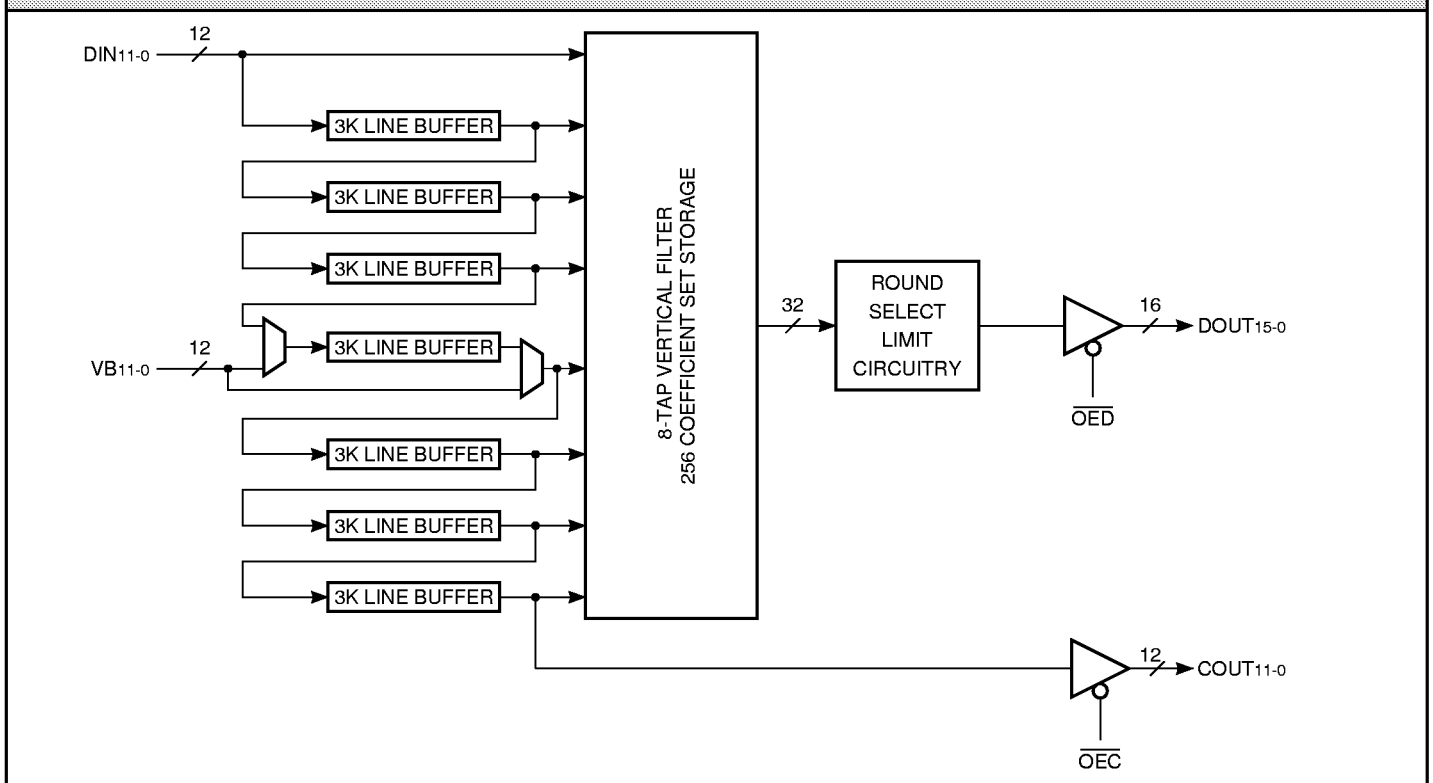 12
DIN11-0
3K LINE BUFFER
3K LINE BUFFER
3K LINE BUFFER
12
VB11-0
3K LINE BUFFER
3K LINE BUFFER
3K LINE BUFFER
3K LINE BUFFER
8-TAP VERTICAL FILTER
256 COEFFICIENT SET STORAGE
32
ROUND
SELECT
LIMIT
CIRCUITRY
16
DOUT15-0
OED
12
COUT11-0
OEC